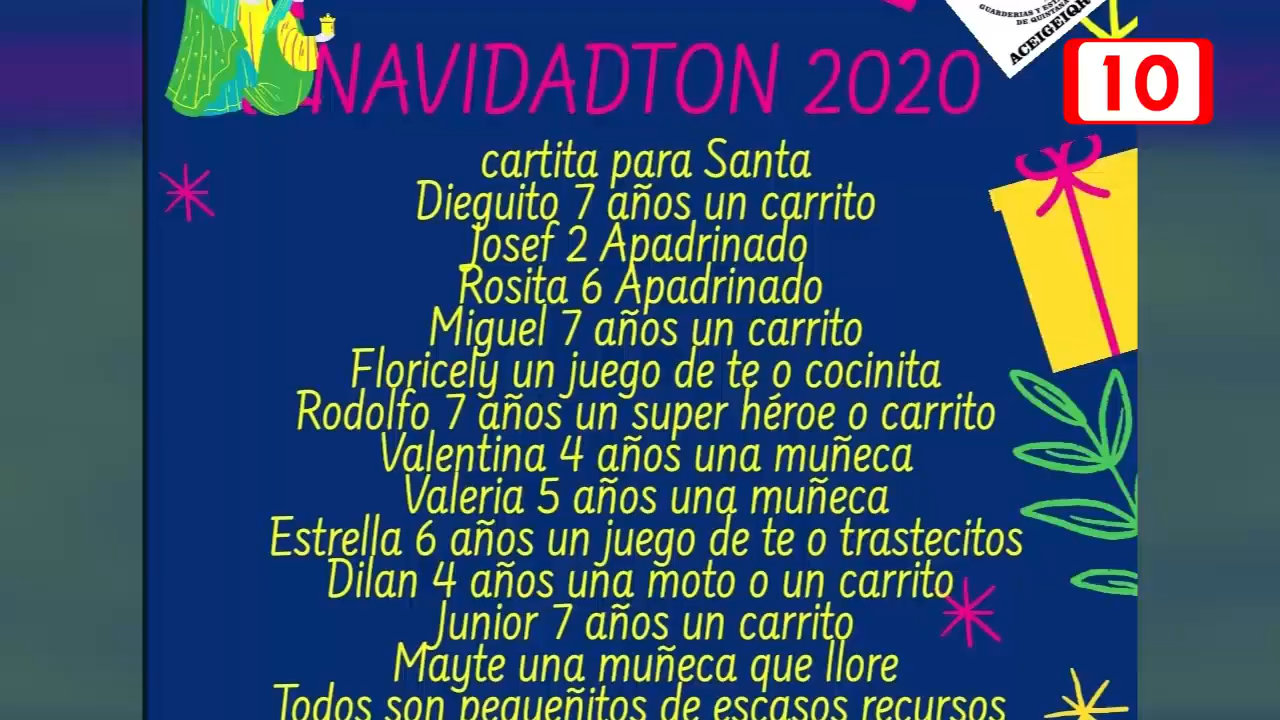 GUARDERIAS Y EST
DE QUINTANA
ACEIGEIQR
10
NAVIDADTON 2020
cartita para Santa
Dieguito 7 años un carrito
Josef 2 Apadrinado
Rosita 6 Apadrinado
Miguel 7 años un carrito
Floricely un juego de te o cocinita
Rodolfo 7 años un super héroe o carrito
Valentina 4 años una muñeca
Valeria 5 años una muñeca
Estrella 6 años un juego de te o trastecitos
Dilan 4 años una moto o un carrito
Junior 7 años un carrito
Mayte una muñeca que llore
Todos son pequeñitos de escasos recursos